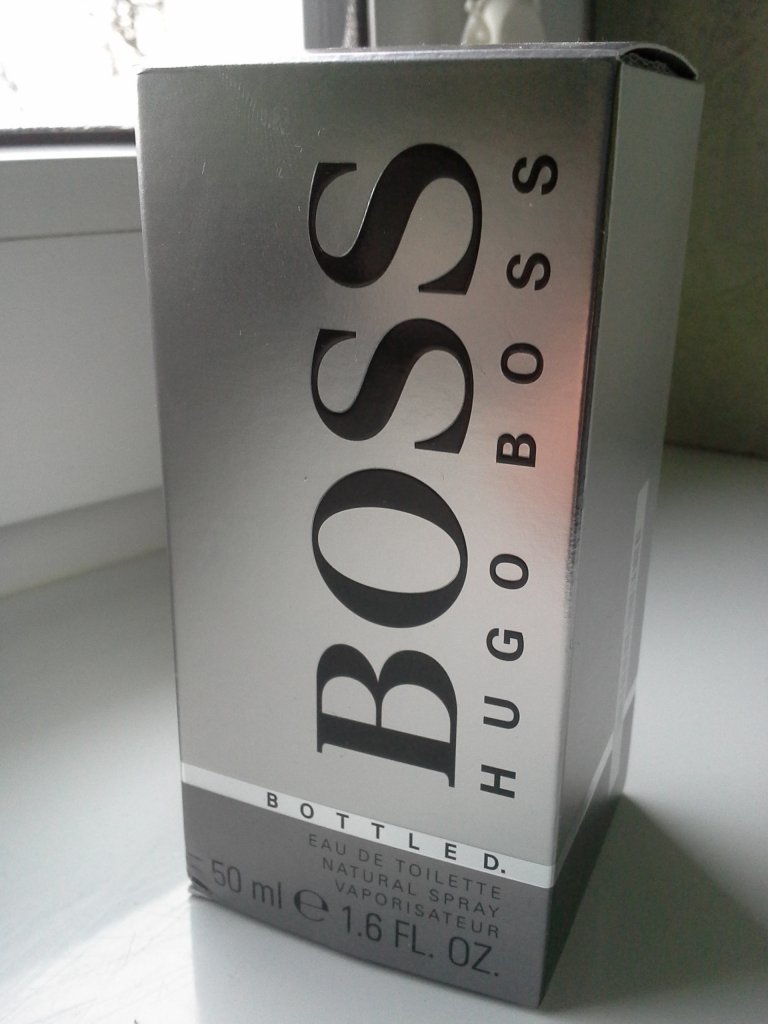 BOSS
HUGO BOSS
BOTTLED.
EAU DE TOILETTE
NATURAL SPRAY
VAPORISATEUR
50 ml ℮ 1.6 FL. OZ.